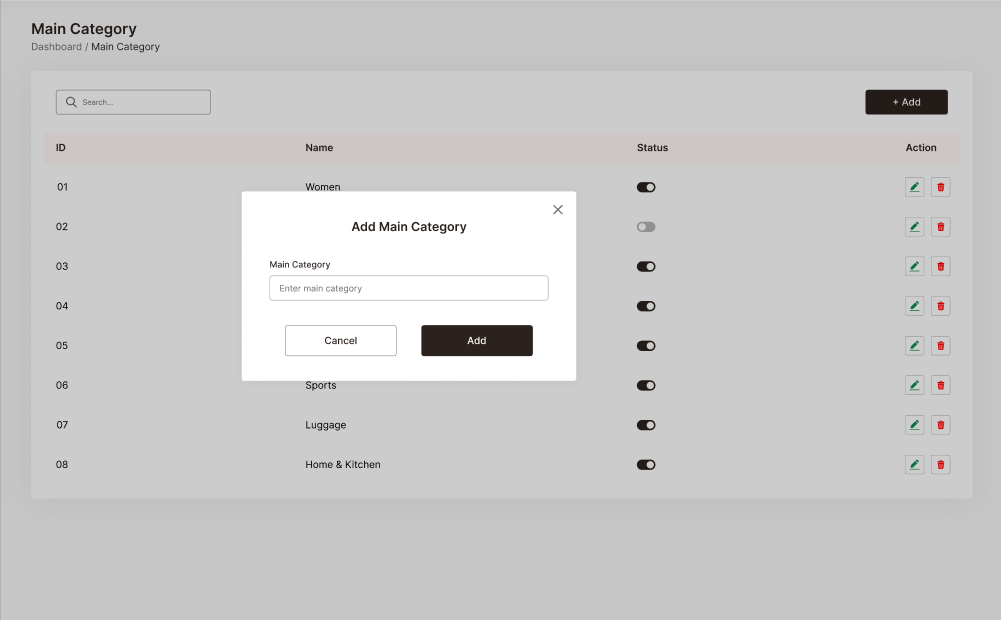 Main Category
Dashboard / Main Category
Search...
+ Add
ID Name Status Action
01 Women
02
03
04
05
06 Sports
07 Luggage
08 Home & Kitchen
Add Main Category
Main Category
Enter main category
Cancel Add